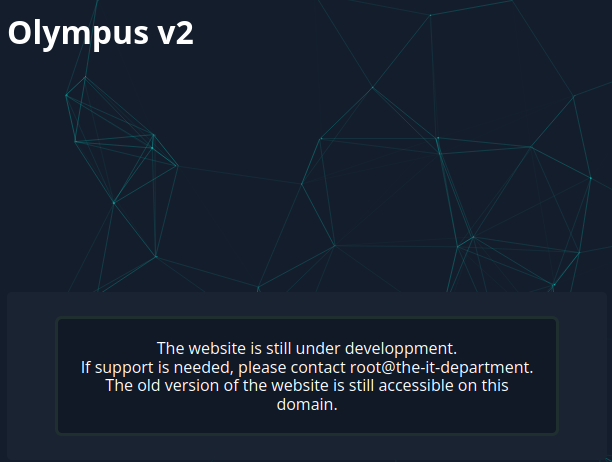 Olympus v2
The website is still under developpment.
If support is needed, please contact root@the-it-department.
The old version of the website is still accessible on this
domain.